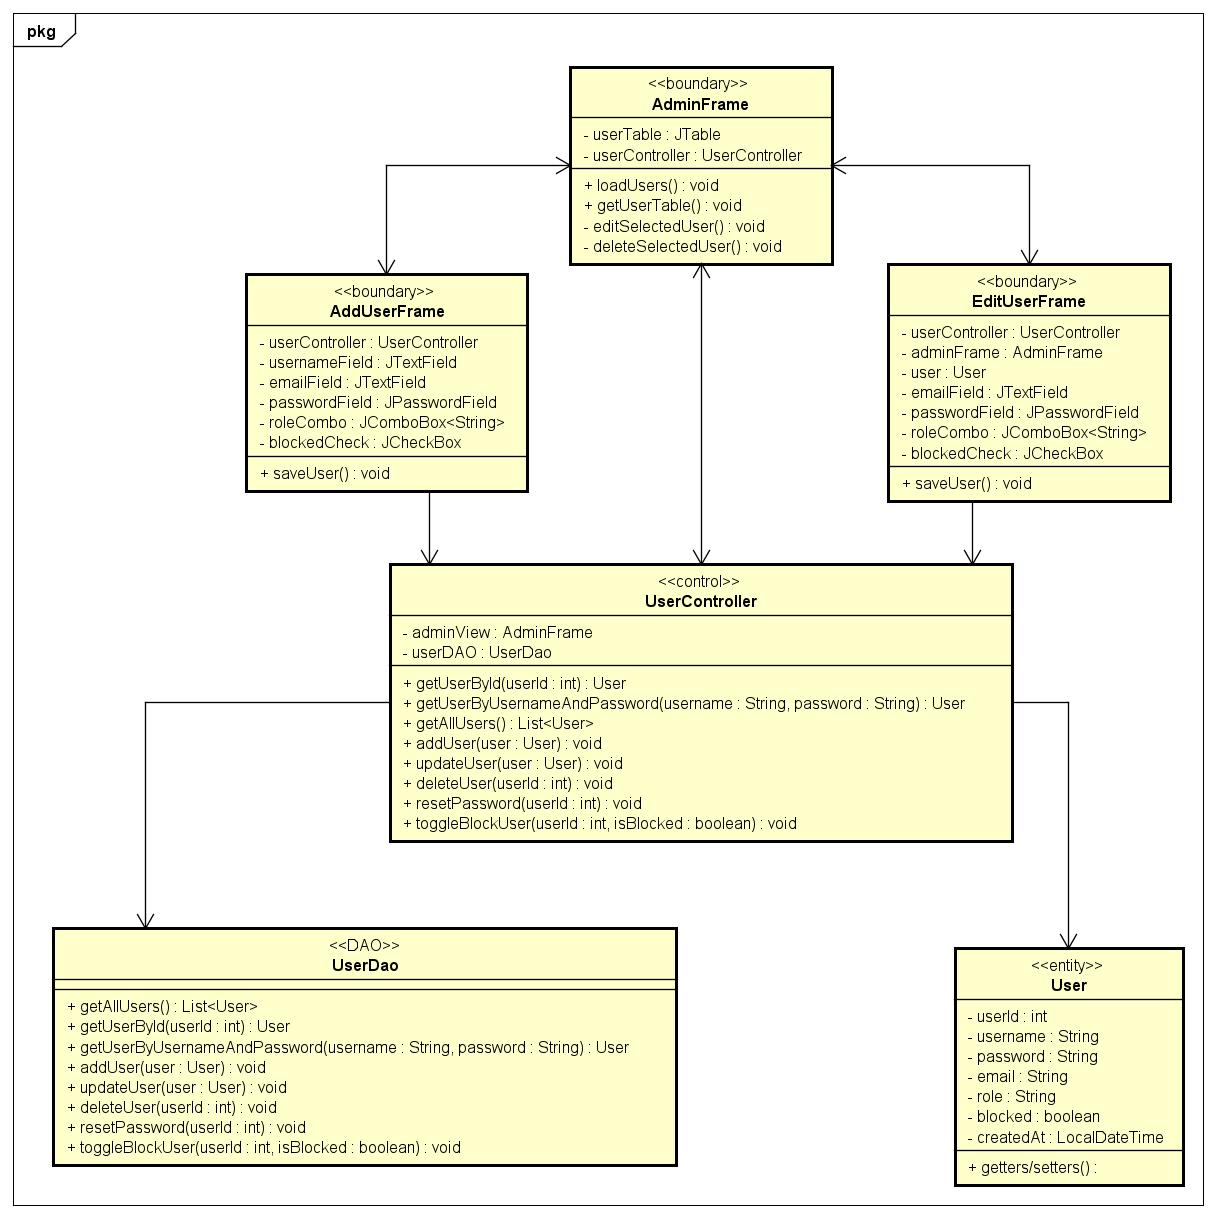 pkg
<<boundary>>
AdminFrame
- userTable : JTable
- userController : UserController
+ loadUsers() : void
+ getUserTable() : void
- editSelectedUser() : void
- deleteSelectedUser() : void
<<boundary>>
AddUserFrame
- userController : UserController
- usernameField : JTextField
- emailField : JTextField
- passwordField : JPasswordField
- roleCombo : JComboBox<String>
- blockedCheck : JCheckBox
+ saveUser() : void
<<boundary>>
EditUserFrame
- userController : UserController
- adminFrame : AdminFrame
- user : User
- emailField : JTextField
- passwordField : JPasswordField
- roleCombo : JComboBox<String>
- blockedCheck : JCheckBox
+ saveUser() : void
<<control>>
UserController
- adminView : AdminFrame
- userDAO : UserDao
+ getUserById(userId : int) : User
+ getUserByUsernameAndPassword(username : String, password : String) : User
+ getAllUsers() : List<User>
+ addUser(user : User) : void
+ updateUser(user : User) : void
+ deleteUser(userId : int) : void
+ resetPassword(userId : int) : void
+ toggleBlockUser(userId : int, isBlocked : boolean) : void
<<DAO>>
UserDao
+ getAllUsers() : List<User>
+ getUserById(userId : int) : User
+ getUserByUsernameAndPassword(username : String, password : String) : User
+ addUser(user : User) : void
+ updateUser(user : User) : void
+ deleteUser(userId : int) : void
+ resetPassword(userId : int) : void
+ toggleBlockUser(userId : int, isBlocked : boolean) : void
<<entity>>
User
- userId : int
- username : String
- password : String
- email : String
- role : String
- blocked : boolean
- createdAt : LocalDateTime
+ getters/setters() :